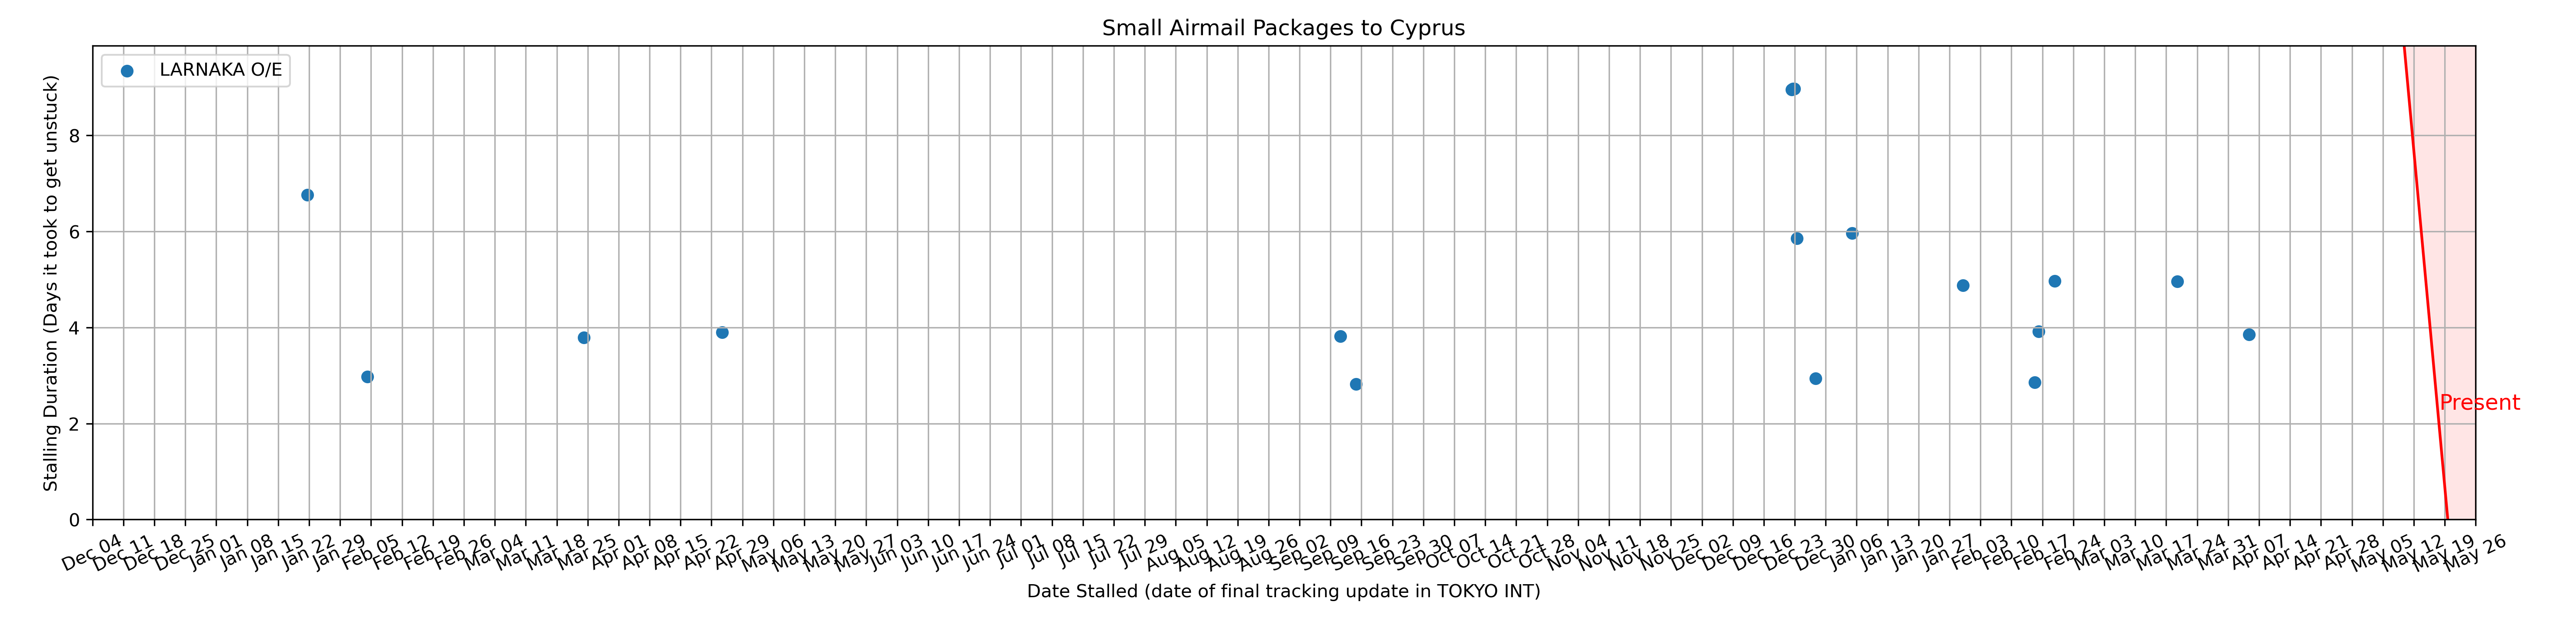 Small Airmail Packages to Cyprus
LARNAKA O/E
Stalling Duration (Days it took to get unstuck)
8
6
4
2
0
Present
Dec 04 Dec 11 Dec 18 Dec 25 Jan 01 Jan 08 Jan 15 Jan 22 Jan 29 Feb 05 Feb 12 Feb 19 Feb 26 Mar 04 Mar 11 Mar 18 Mar 25 Apr 01 Apr 08 Apr 15 Apr 22 Apr 29 May 06 May 13 May 20 May 27 Jun 03 Jun 10 Jun 17 Jun 24 Jul 01 Jul 08 Jul 15 Jul 22 Jul 29 Aug 05 Aug 12 Aug 19 Aug 26 Sep 02 Sep 09 Sep 16 Sep 23 Sep 30 Oct 07 Oct 14 Oct 21 Oct 28 Nov 04 Nov 11 Nov 18 Nov 25 Dec 02 Dec 09 Dec 16 Dec 23 Dec 30 Jan 06 Jan 13 Jan 20 Jan 27 Feb 03 Feb 10 Feb 17 Feb 24 Mar 03 Mar 10 Mar 17 Mar 24 Mar 31 Apr 07 Apr 14 Apr 21 Apr 28 May 05 May 12 May 19 May 26
Date Stalled (date of final tracking update in TOKYO INT)